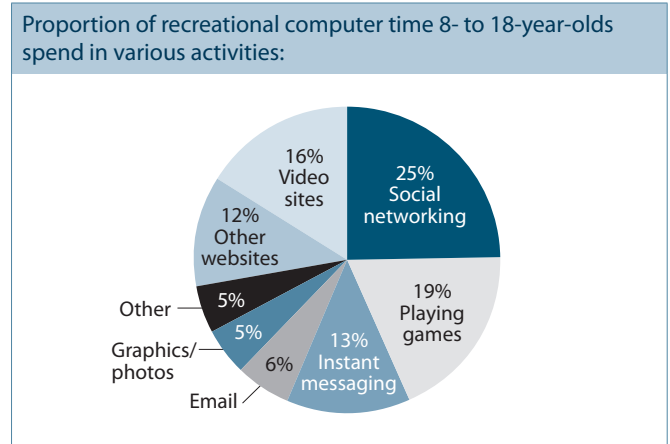 Proportion of recreational computer time 8- to 18-year-olds
spend in various activities:
25%
Social
networking
19%
Playing
games
13%
Instant
messaging
6%
Email
5%
Graphics/
photos
5%
Other
12%
Other
websites
16%
Video
sites